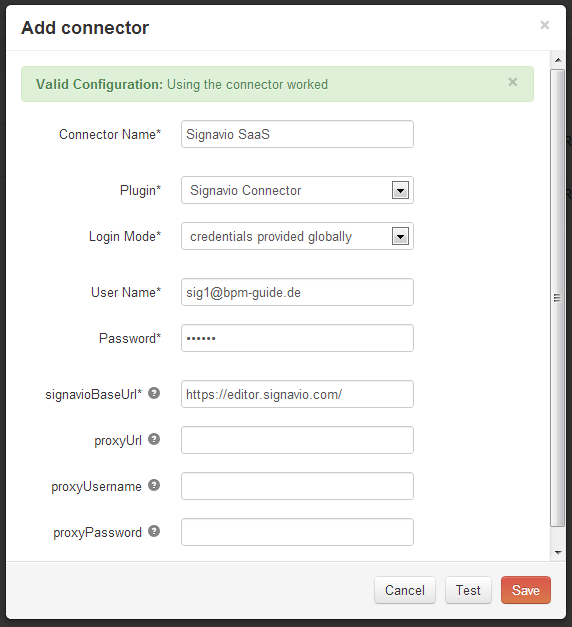 Add connector ×
Valid Configuration: Using the connector worked ×
Connector Name* Signavio SaaS
Plugin* Signavio Connector
Login Mode* credentials provided globally
User Name* sig1@bpm-guide.de
Password* ••••••
signavioBaseUrl* ? https://editor.signavio.com/
proxyUrl ?
proxyUsername ?
proxyPassword ?
Cancel Test Save